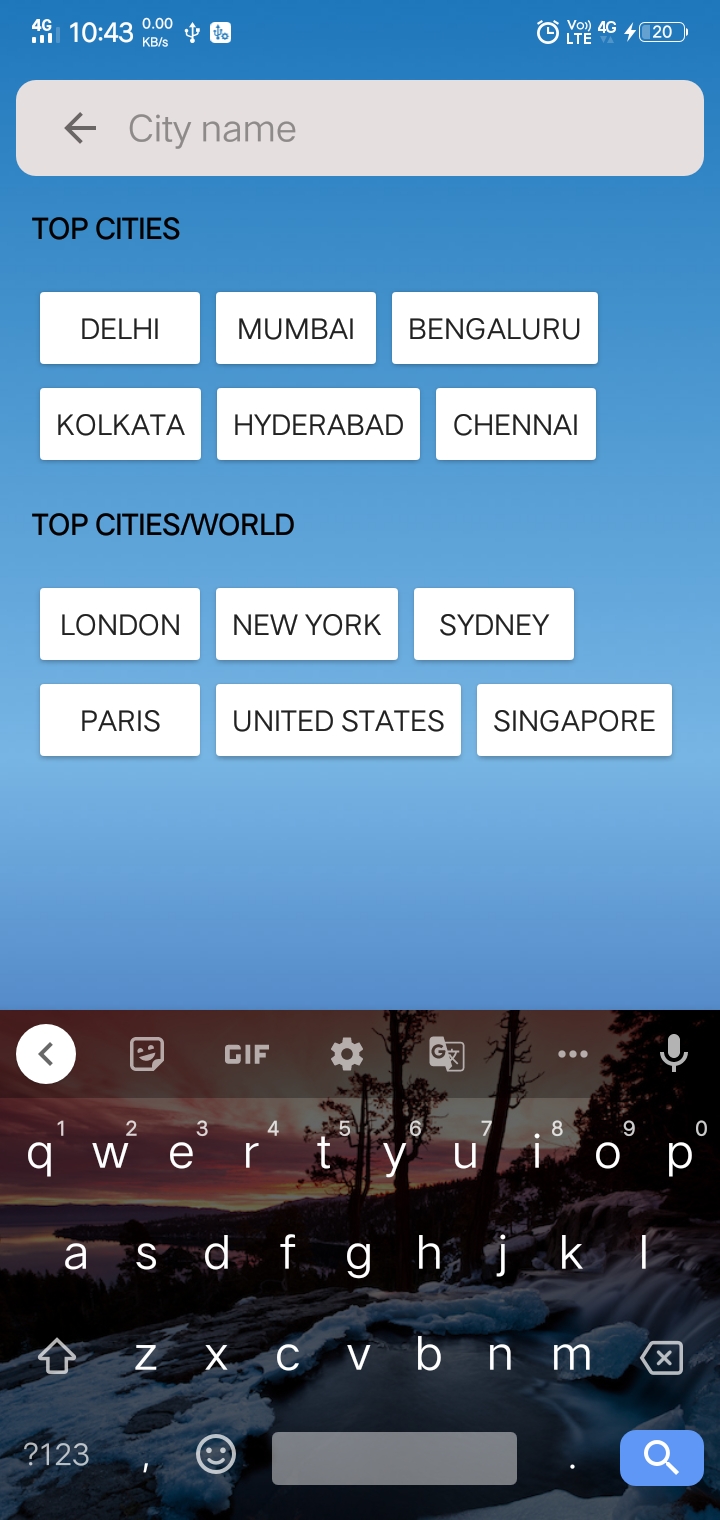 4G 10:43 0.00 KB/s Vo)) LTE 4G 20
City name
TOP CITIES
DELHI MUMBAI BENGALURU
KOLKATA HYDERABAD CHENNAI
TOP CITIES/WORLD
LONDON NEW YORK SYDNEY
PARIS UNITED STATES SINGAPORE
GIF G文
1 2 3 4 5 6 7 8 9 0
q w e r t y u i o p
a s d f g h j k l
z x c v b n m
?123 , .